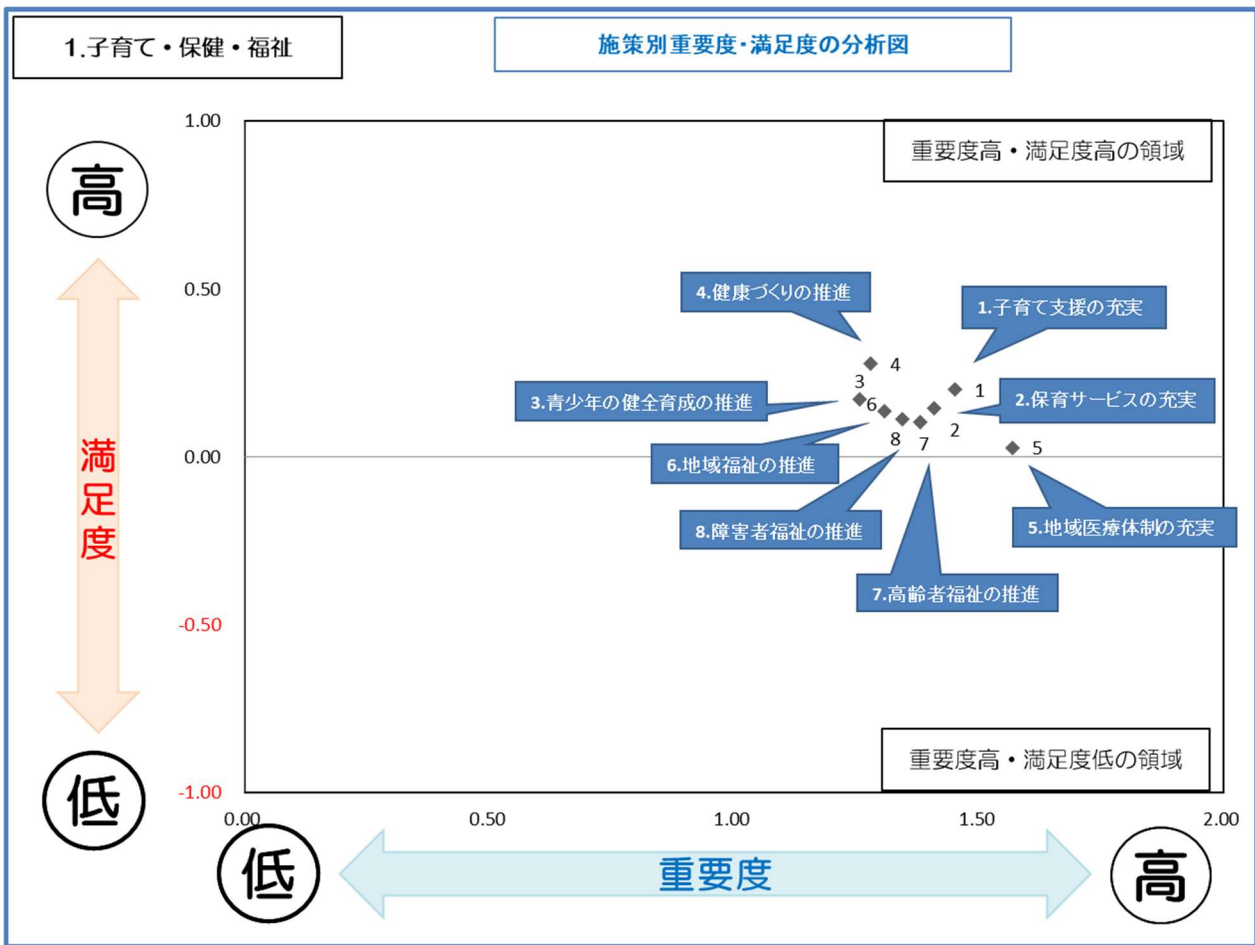 1.子育て・保健・福祉
施策別重要度・満足度の分析図
高
満足度
低
1.00
0.50
0.00
-0.50
-1.00
重要度高・満足度高の領域
4.健康づくりの推進
1.子育て支援の充実
4
3
1
3.青少年の健全育成の推進
6
2.保育サービスの充実
8
7
2
5
6.地域福祉の推進
8.障害者福祉の推進
5.地域医療体制の充実
7.高齢者福祉の推進
重要度高・満足度低の領域
0.00
0.50
1.00
1.50
2.00
低
重要度
高